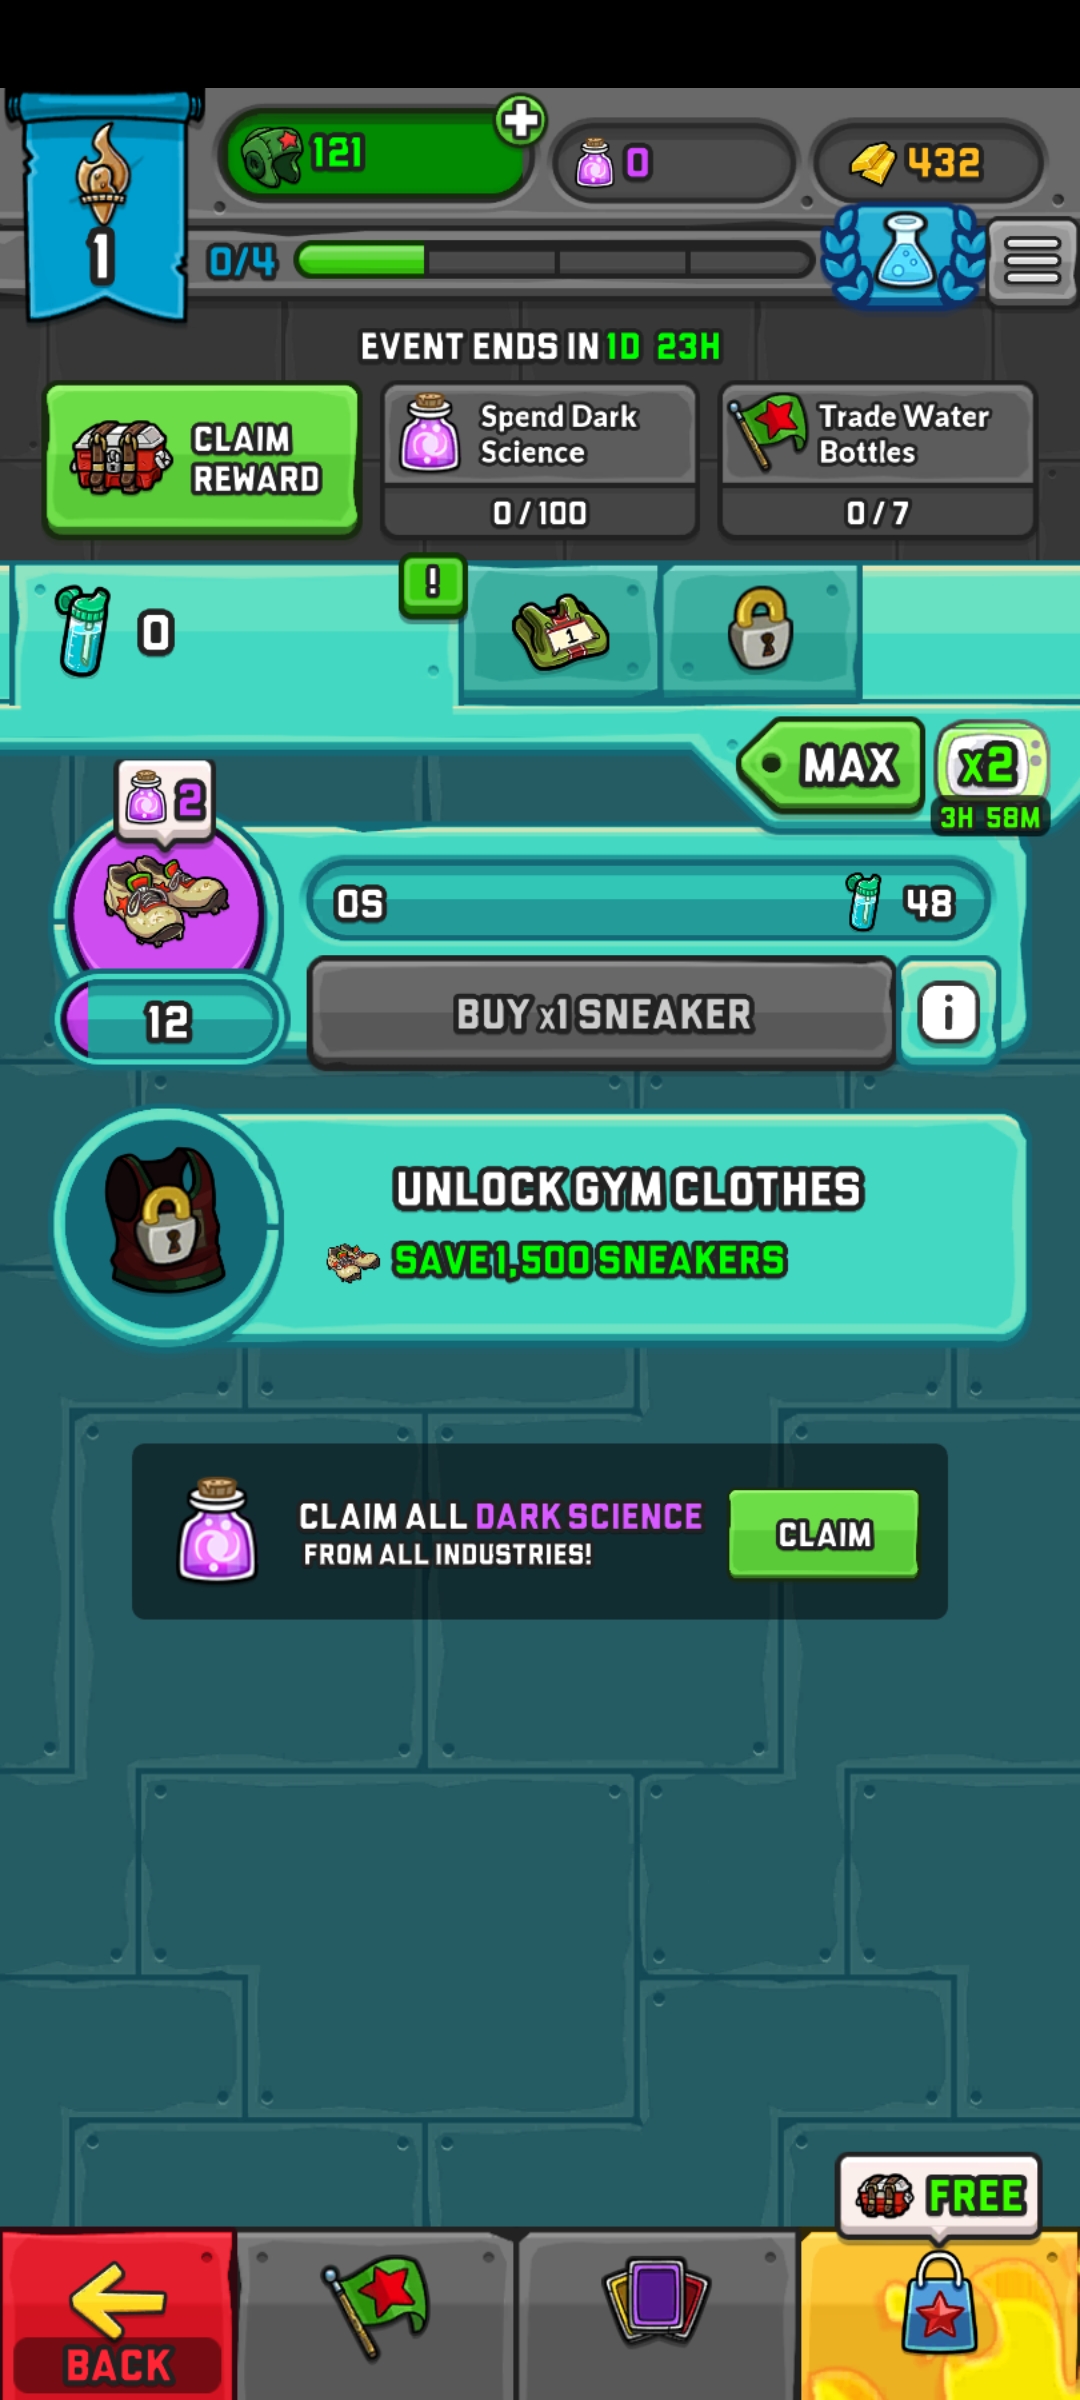 121
0
432
1
0/4
EVENT ENDS IN 1D 23H
CLAIM
REWARD
Spend Dark
Science
0 / 100
Trade Water
Bottles
0 / 7
0
!
1
MAX
x2
3H 58M
2
0S
48
12
BUY x1 SNEAKER
i
UNLOCK GYM CLOTHES
SAVE 1,500 SNEAKERS
CLAIM ALL DARK SCIENCE
FROM ALL INDUSTRIES!
CLAIM
FREE
BACK